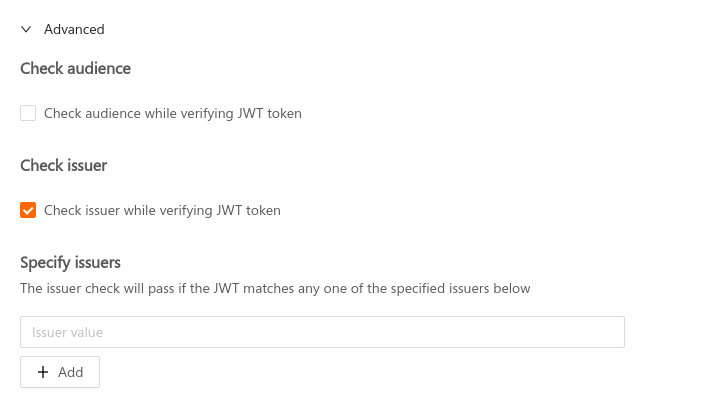 Advanced
Check audience
Check audience while verifying JWT token
Check issuer
Check issuer while verifying JWT token
Specify issuers
The issuer check will pass if the JWT matches any one of the specified issuers below
Issuer value
Add